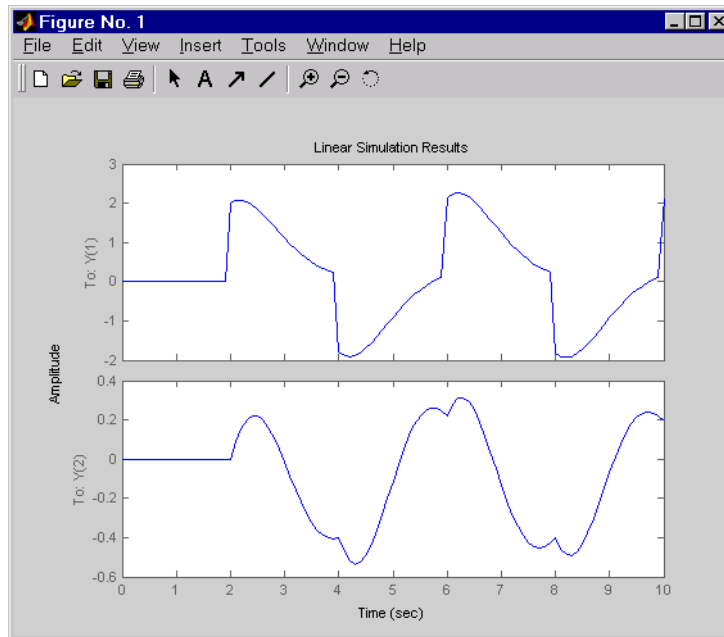 Figure No. 1
File Edit View Insert Tools Window Help
A
Linear Simulation Results
3
2
1
0
-1
-2
To: Y(1)
Amplitude
0.4
0.2
0
-0.2
-0.4
-0.6
To: Y(2)
0 1 2 3 4 5 6 7 8 9 10
Time (sec)